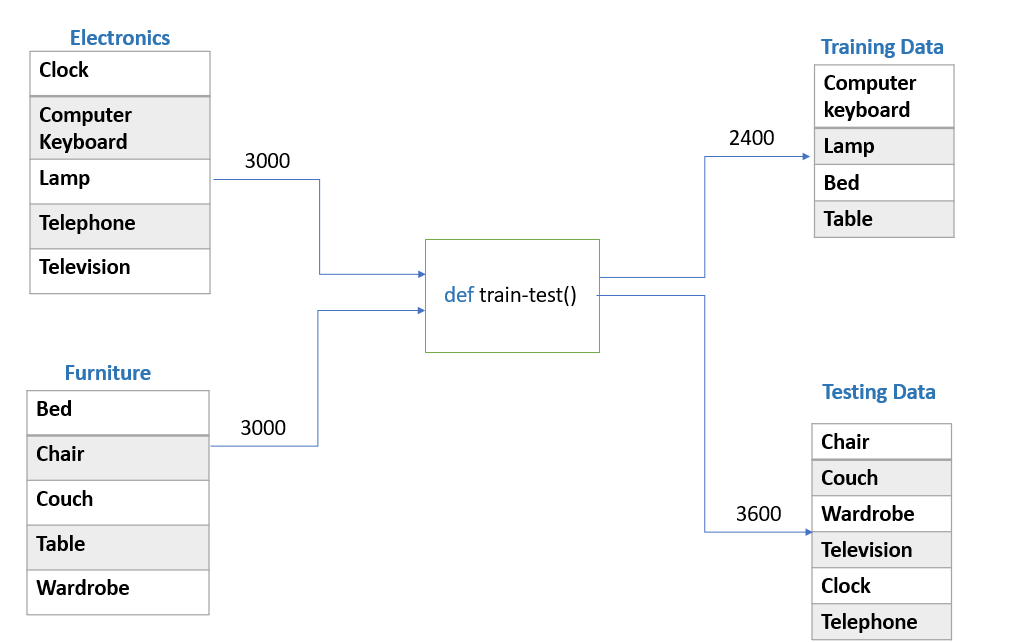 Electronics
Clock
Computer
Keyboard
Lamp
Telephone
Television
3000
Furniture
Bed
Chair
Couch
Table
Wardrobe
3000
def train-test()
2400
Training Data
Computer
keyboard
Lamp
Bed
Table
3600
Testing Data
Chair
Couch
Wardrobe
Television
Clock
Telephone